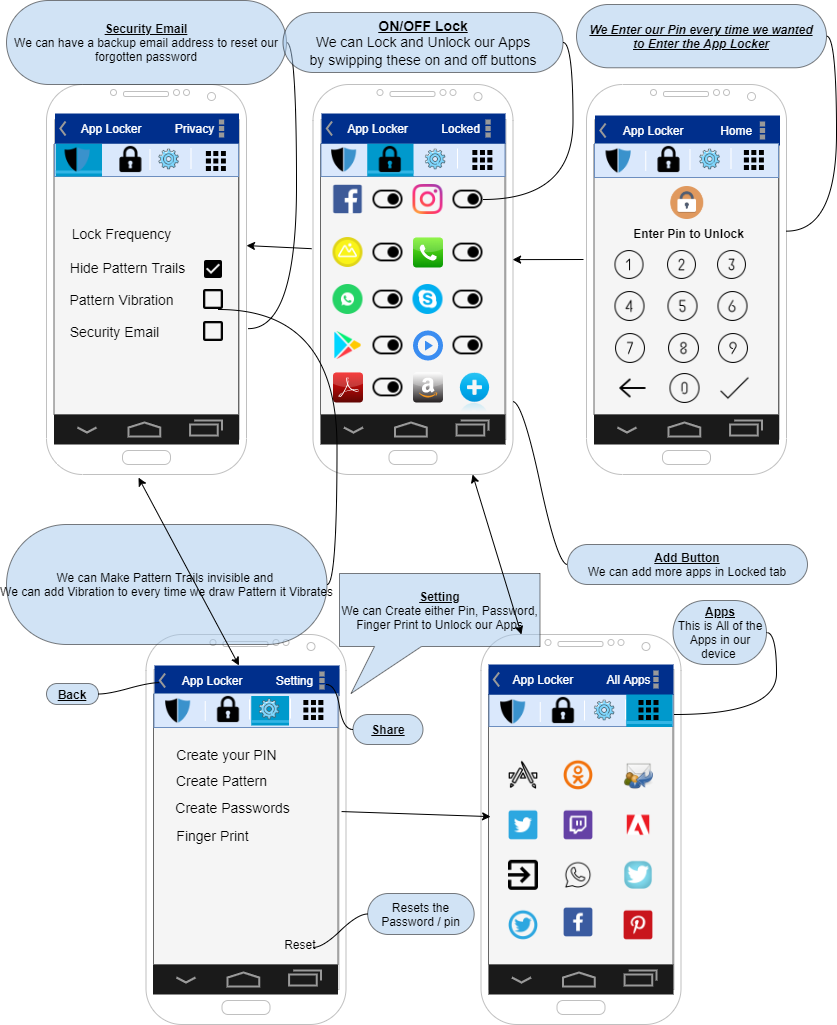 Security Email
We can have a backup email address to reset our
forgotten password
ON/OFF Lock
We can Lock and Unlock our Apps
by swipping these on and off buttons
We Enter our Pin every time we wanted
to Enter the App Locker
App Locker Privacy
Lock Frequency
Hide Pattern Trails
Pattern Vibration
Security Email
App Locker Locked
App Locker Home
Enter Pin to Unlock
1 2 3
4 5 6
7 8 9
0
We can Make Pattern Trails invisible and
We can add Vibration to every time we draw Pattern it Vibrates
Setting
We can Create either Pin, Password,
Finger Print to Unlock our Apps
Add Button
We can add more apps in Locked tab
Apps
This is All of the
Apps in our
device
Back
App Locker Setting
Share
Create your PIN
Create Pattern
Create Passwords
Finger Print
Reset
Resets the
Password / pin
App Locker All Apps